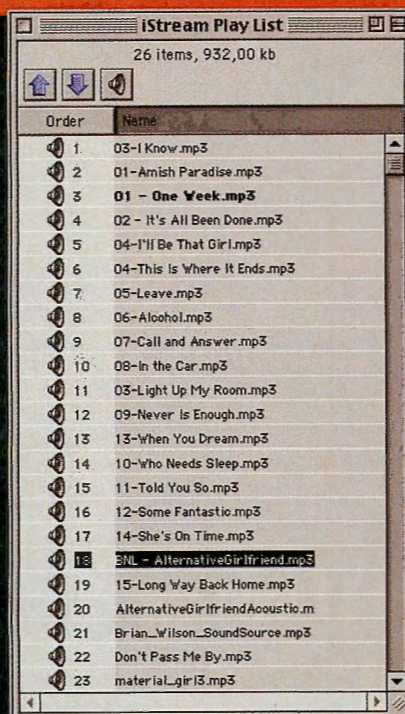 iStream Play List
26 items, 932,00 kb
Order Name
1 03-I Know.mp3
2 01-Amish Paradise.mp3
3 01 - One Week.mp3
4 02 - It's All Been Done.mp3
5 04-I'll Be That Girl.mp3
6 04-This Is Where It Ends.mp3
7 05-Leave.mp3
8 06-Alcohol.mp3
9 07-Call and Answer.mp3
10 08-In the Car.mp3
11 03-Light Up My Room.mp3
12 09-Never Is Enough.mp3
13 13-When You Dream.mp3
14 10-Who Needs Sleep.mp3
15 11-Told You So.mp3
16 12-Some Fantastic.mp3
17 14-She's On Time.mp3
18 BNL - AlternativeGirlfriend.mp3
19 15-Long Way Back Home.mp3
20 AlternativeGirlfriendAcoustic.m
21 Brian_Wilson_SoundSource.mp3
22 Don't Pass Me By.mp3
23 material_girl3.mp3